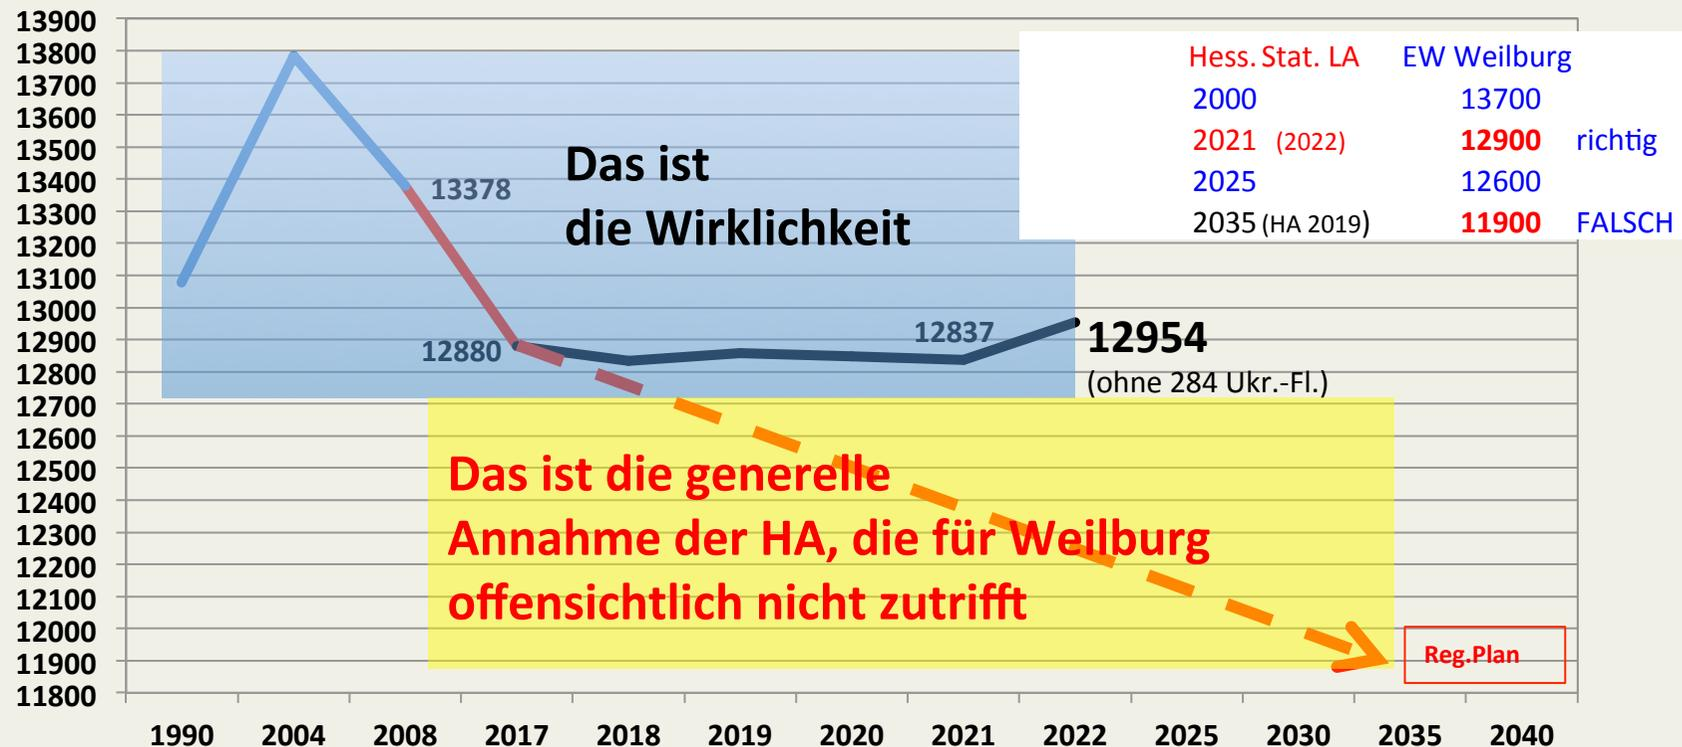 13900
13800
13700
13600
13500
13400
13300
13200
13100
13000
12900
12800
12700
12600
12500
12400
12300
12200
12100
12000
11900
11800
Hess. Stat. LA EW Weilburg
2000 13700
2021 (2022) 12900 richtig
2025 12600
2035 (HA 2019) 11900 FALSCH
Das ist
die Wirklichkeit
13378
12880
12837
12954
(ohne 284 Ukr.-Fl.)
Das ist die generelle
Annahme der HA, die für Weilburg
offensichtlich nicht zutrifft
Reg.Plan
1990 2004 2008 2017 2018 2019 2020 2021 2022 2025 2030 2035 2040